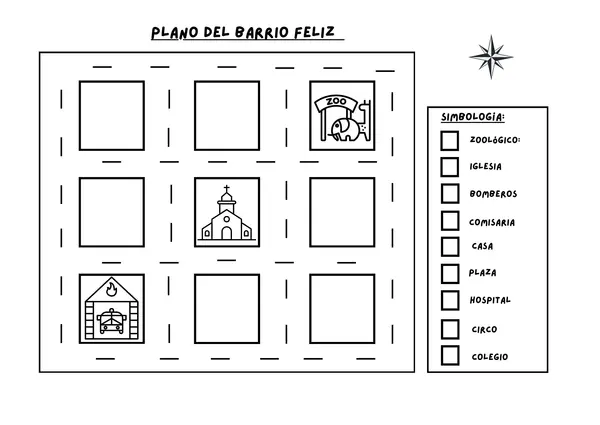 PLANO DEL BARRIO FELIZ
ZOO
SIMBOLOGÍA:
ZOOLÓGICO:
IGLESIA
BOMBEROS
COMISARIA
CASA
PLAZA
HOSPITAL
CIRCO
COLEGIO